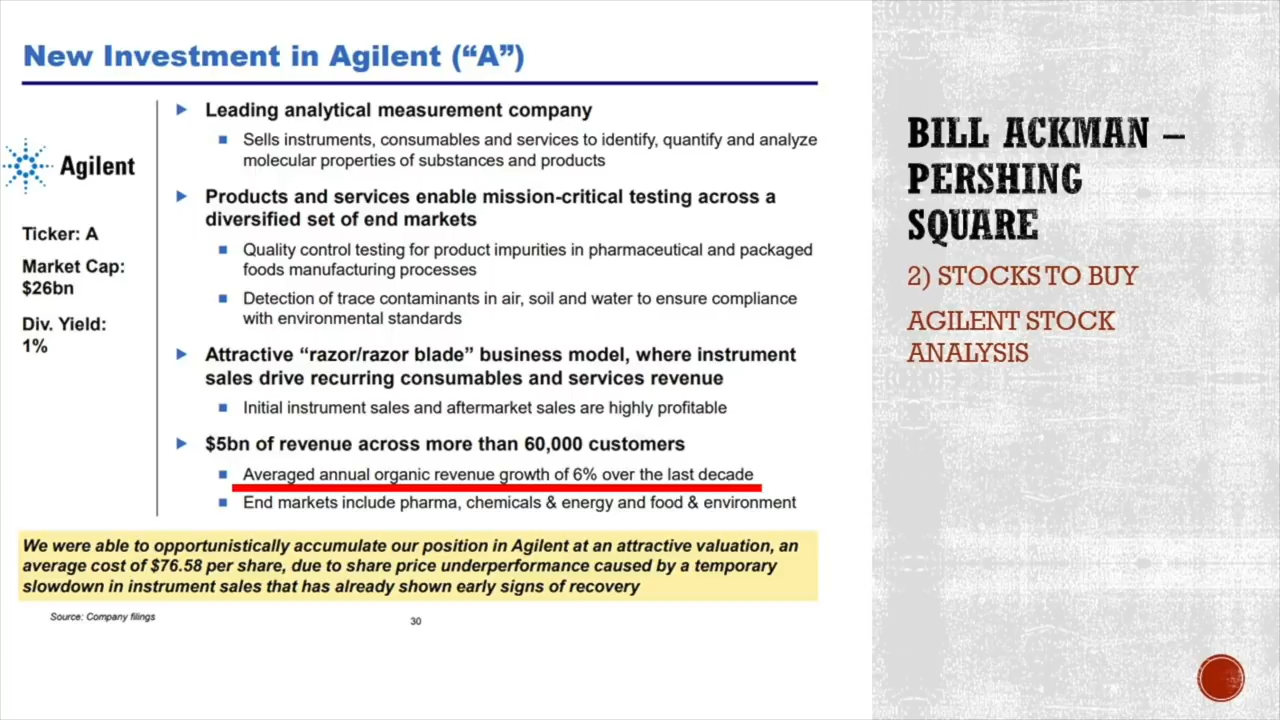 New Investment in Agilent (“A”)
Agilent
Ticker: A
Market Cap:
$26bn
Div. Yield:
1%
Leading analytical measurement company
Sells instruments, consumables and services to identify, quantify and analyze
molecular properties of substances and products
Products and services enable mission-critical testing across a
diversified set of end markets
Quality control testing for product impurities in pharmaceutical and packaged
foods manufacturing processes
Detection of trace contaminants in air, soil and water to ensure compliance
with environmental standards
Attractive “razor/razor blade” business model, where instrument
sales drive recurring consumables and services revenue
Initial instrument sales and aftermarket sales are highly profitable
$5bn of revenue across more than 60,000 customers
Averaged annual organic revenue growth of 6% over the last decade
End markets include pharma, chemicals & energy and food & environment
We were able to opportunistically accumulate our position in Agilent at an attractive valuation, an
average cost of $76.58 per share, due to share price underperformance caused by a temporary
slowdown in instrument sales that has already shown early signs of recovery
Source: Company filings
30
BILL ACKMAN –
PERSHING
SQUARE
2) STOCKS TO BUY
AGILENT STOCK
ANALYSIS